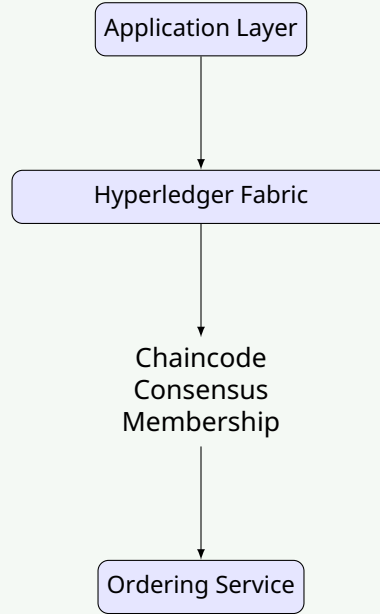 Application Layer
Hyperledger Fabric
Chaincode
Consensus
Membership
Ordering Service